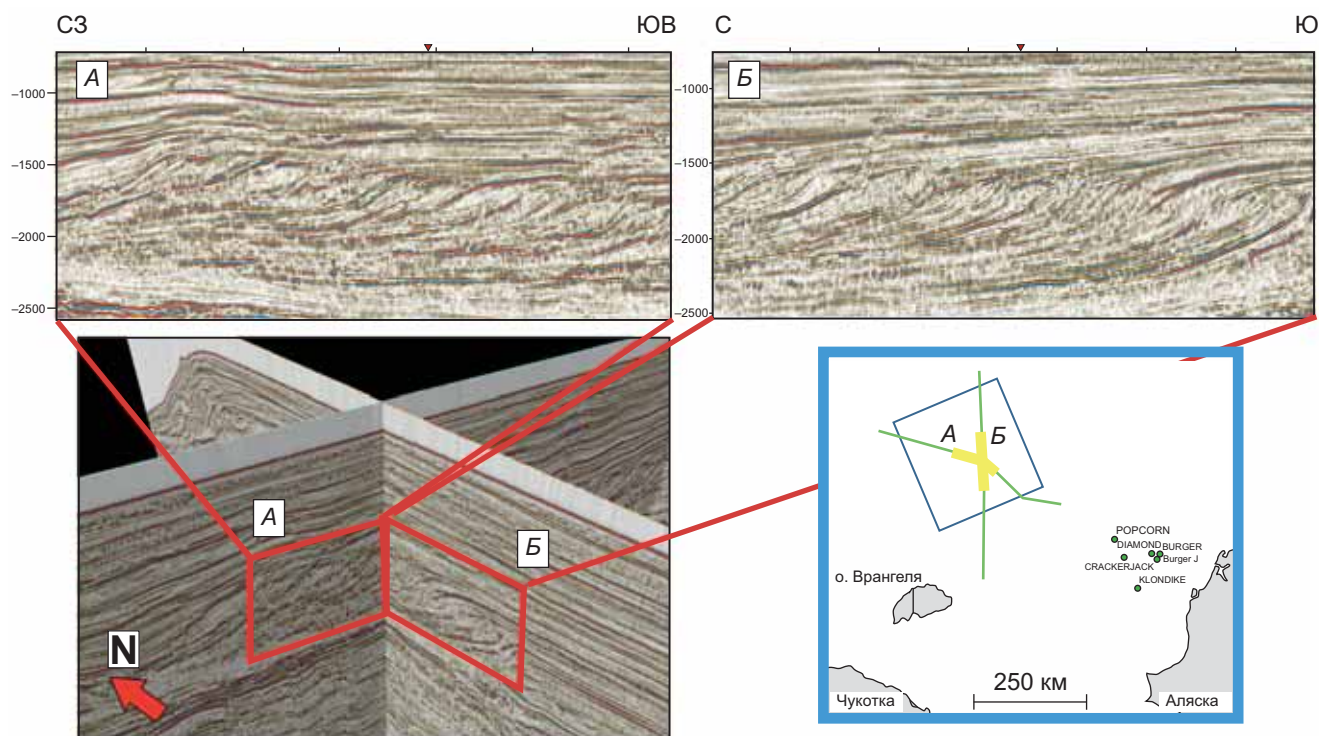 СЗ
ЮВ
С
Ю
А
Б
–1000
–1500
–2000
–2500
–1000
–1500
–2000
–2500
А
Б
N
А
Б
POPCORN
DIAMOND
BURGER
Burger J
CRACKERJACK
KLONDIKE
о. Врангеля
250 км
Чукотка
Аляска